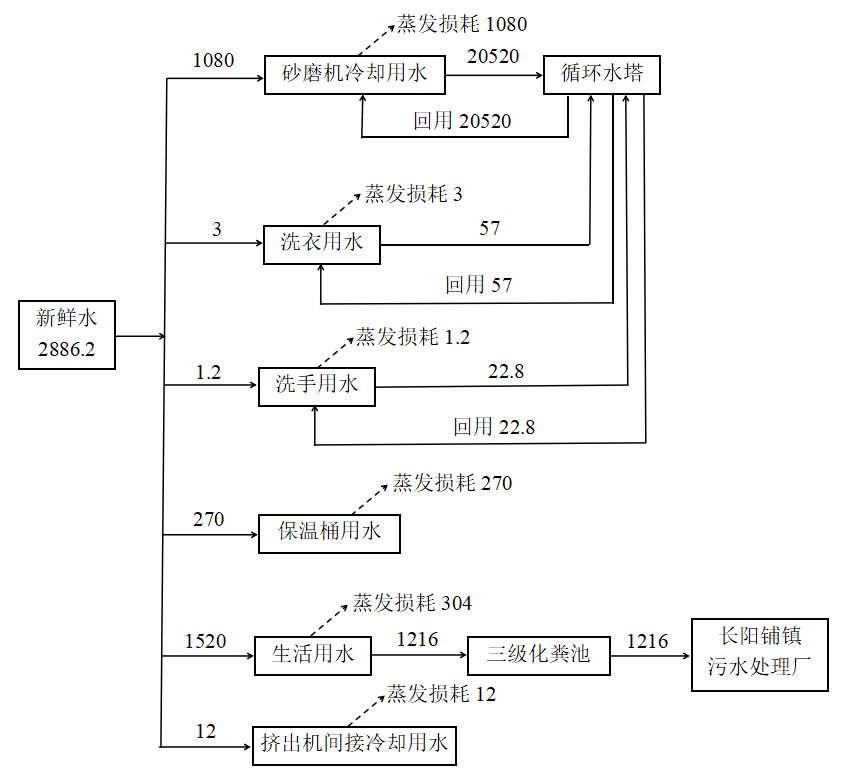 蒸发损耗 1080
1080
砂磨机冷却用水
20520
循环水塔
回用 20520
蒸发损耗 3
3
洗衣用水
57
回用 57
新鲜水
2886.2
蒸发损耗 1.2
1.2
洗手用水
22.8
回用 22.8
蒸发损耗 270
270
保温桶用水
蒸发损耗 304
1520
生活用水
1216
三级化粪池
1216
长阳铺镇
污水处理厂
蒸发损耗 12
12
挤出机间接冷却用水